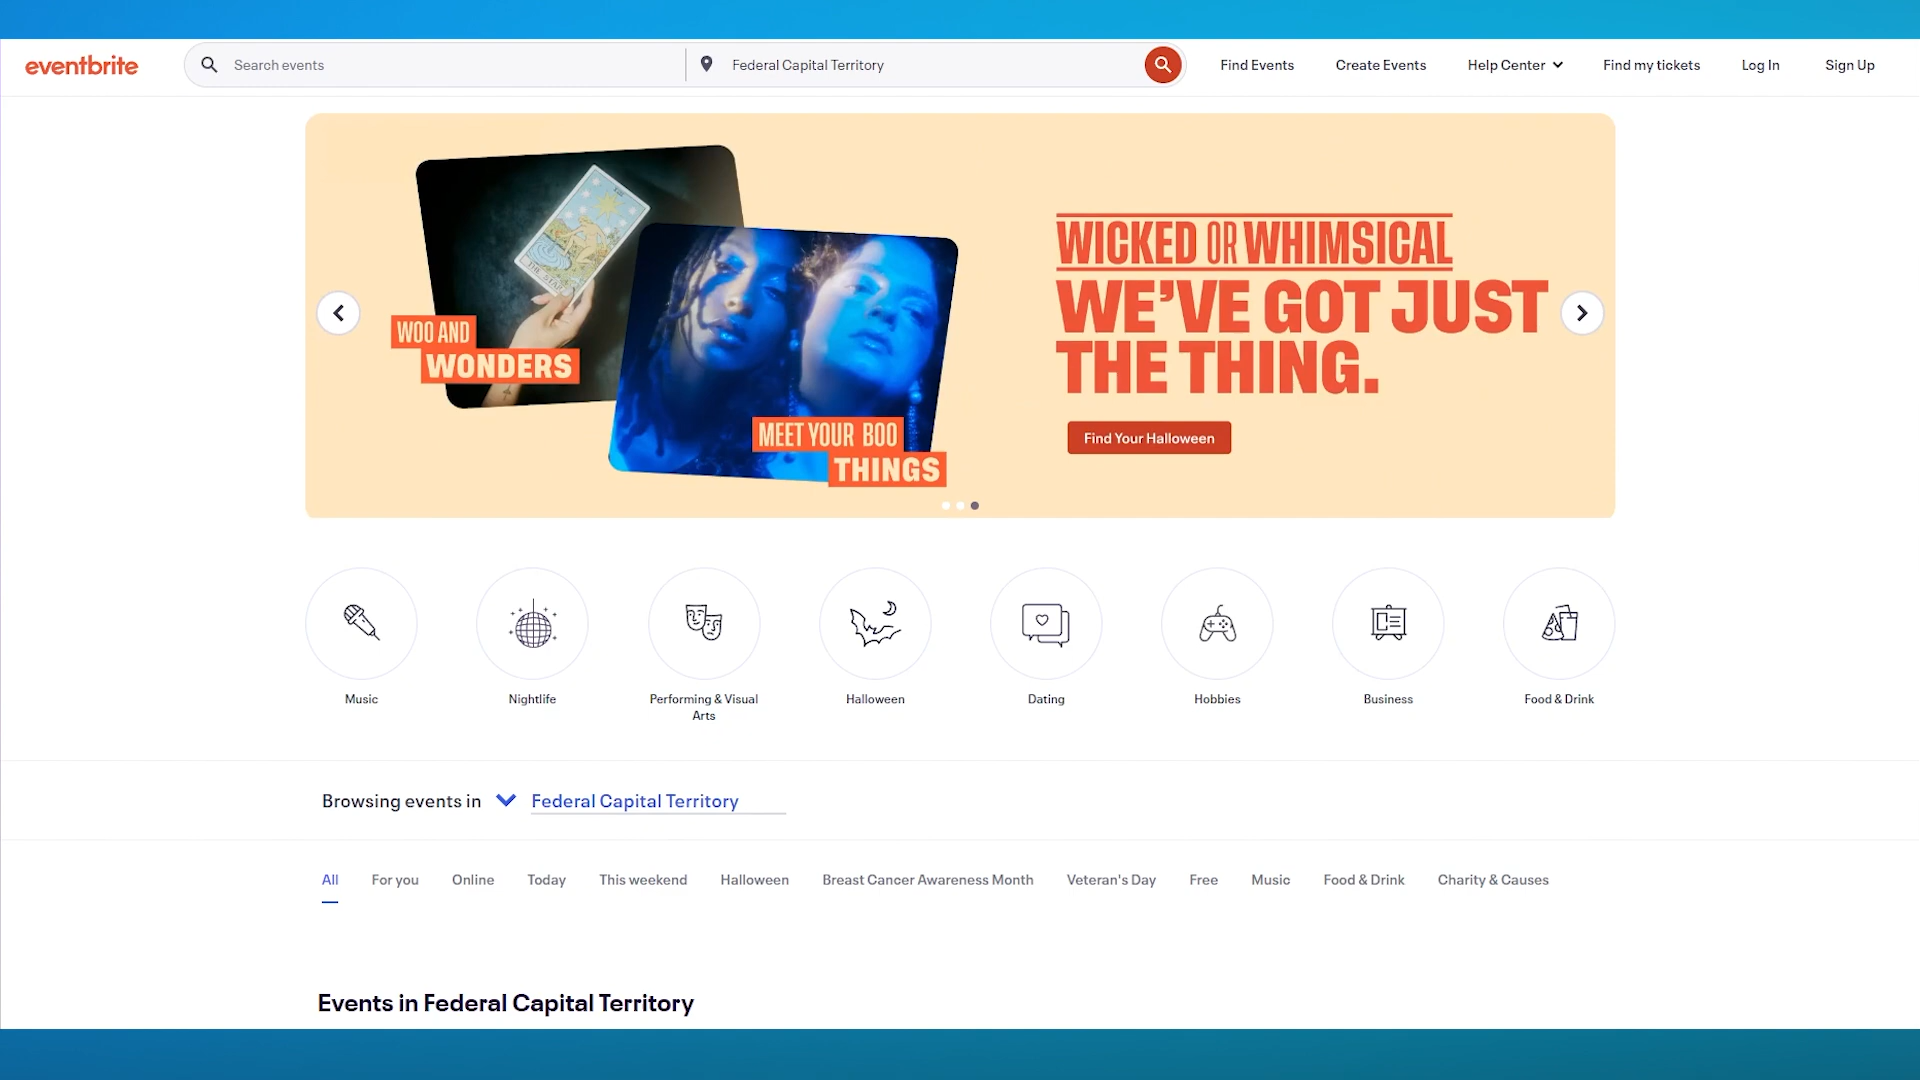 eventbrite
Search events
Federal Capital Territory
Find Events
Create Events
Help Center
Find my tickets
Log In
Sign Up
THE STAR
WOO AND
WONDERS
MEET YOUR BOO
THINGS
WICKED OR WHIMSICAL
WE'VE GOT JUST
THE THING.
Find Your Halloween
Music
Nightlife
Performing & Visual
Arts
Halloween
Dating
Hobbies
Business
Food & Drink
Browsing events in Federal Capital Territory
All
For you
Online
Today
This weekend
Halloween
Breast Cancer Awareness Month
Veteran's Day
Free
Music
Food & Drink
Charity & Causes
Events in Federal Capital Territory